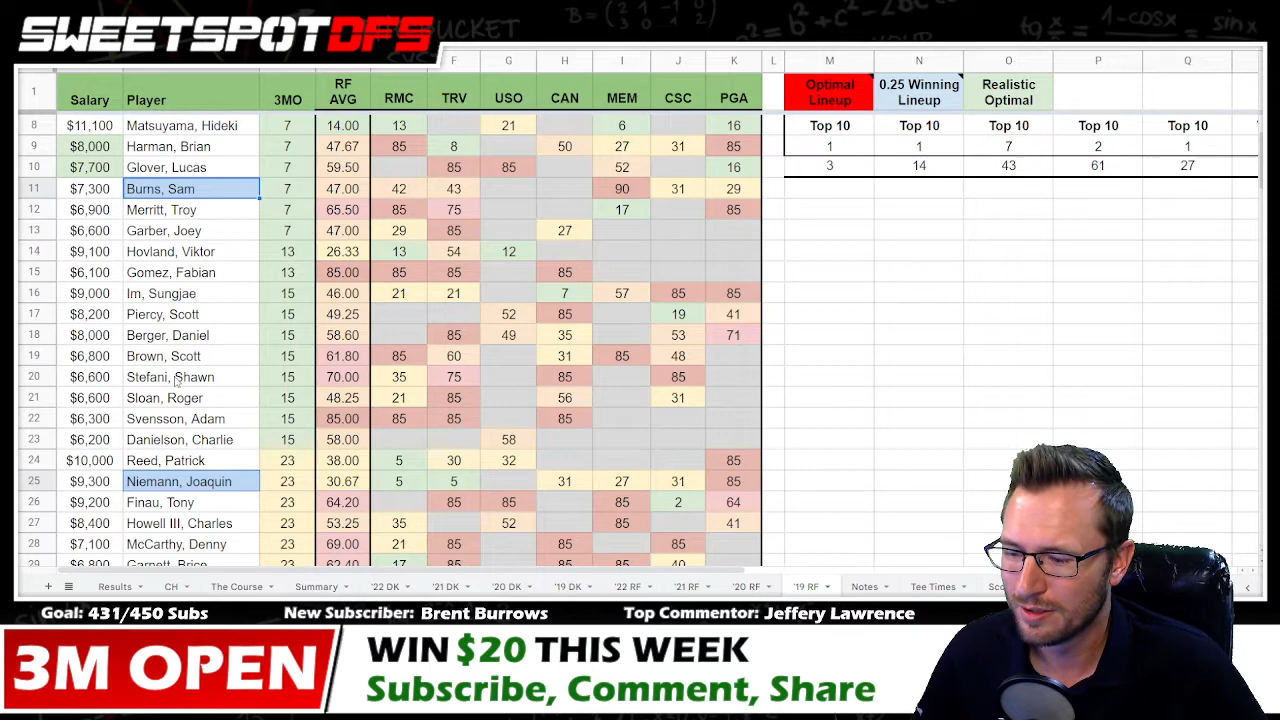 SWEETSPOTDFS
F G H I J K L M N O P Q
1 Salary Player 3MO RF AVG RMC TRV USO CAN MEM CSC PGA Optimal Lineup 0.25 Winning Lineup Realistic Optimal
8 $11,100 Matsuyama, Hideki 7 14.00 13 21 6 16 Top 10 Top 10 Top 10 Top 10 Top 10
9 $8,000 Harman, Brian 7 47.67 85 8 50 27 31 85 1 1 7 2 1
10 $7,700 Glover, Lucas 7 59.50 85 85 52 16 3 14 43 61 27
11 $7,300 Burns, Sam 7 47.00 42 43 90 31 29
12 $6,900 Merritt, Troy 7 65.50 85 75 17 85
13 $6,600 Garber, Joey 7 47.00 29 85 27
14 $9,100 Hovland, Viktor 13 26.33 13 54 12
15 $6,100 Gomez, Fabian 13 85.00 85 85 85
16 $9,000 Im, Sungjae 15 46.00 21 21 7 57 85 85
17 $8,200 Piercy, Scott 15 49.25 52 85 19 41
18 $8,000 Berger, Daniel 15 58.60 85 49 35 53 71
19 $6,800 Brown, Scott 15 61.80 85 60 31 85 48
20 $6,600 Stefani, Shawn 15 70.00 35 75 85 85
21 $6,600 Sloan, Roger 15 48.25 21 85 56 31
22 $6,300 Svensson, Adam 15 85.00 85 85 85
23 $6,200 Danielson, Charlie 15 58.00 58
24 $10,000 Reed, Patrick 23 38.00 5 30 32 85
25 $9,300 Niemann, Joaquin 23 30.67 5 5 31 27 31 85
26 $9,200 Finau, Tony 23 64.20 85 85 85 2 64
27 $8,400 Howell III, Charles 23 53.25 35 52 85 41
28 $7,100 McCarthy, Denny 23 69.00 21 85 85 85
Results CH The Course Summary '22 DK '21 DK '20 DK '19 DK '22 RF '21 RF '20 RF '19 RF Notes Tee Times
Goal: 431/450 Subs New Subscriber: Brent Burrows Top Commentor: Jeffery Lawrence
3M OPEN
WIN $20 THIS WEEK
Subscribe, Comment, Share